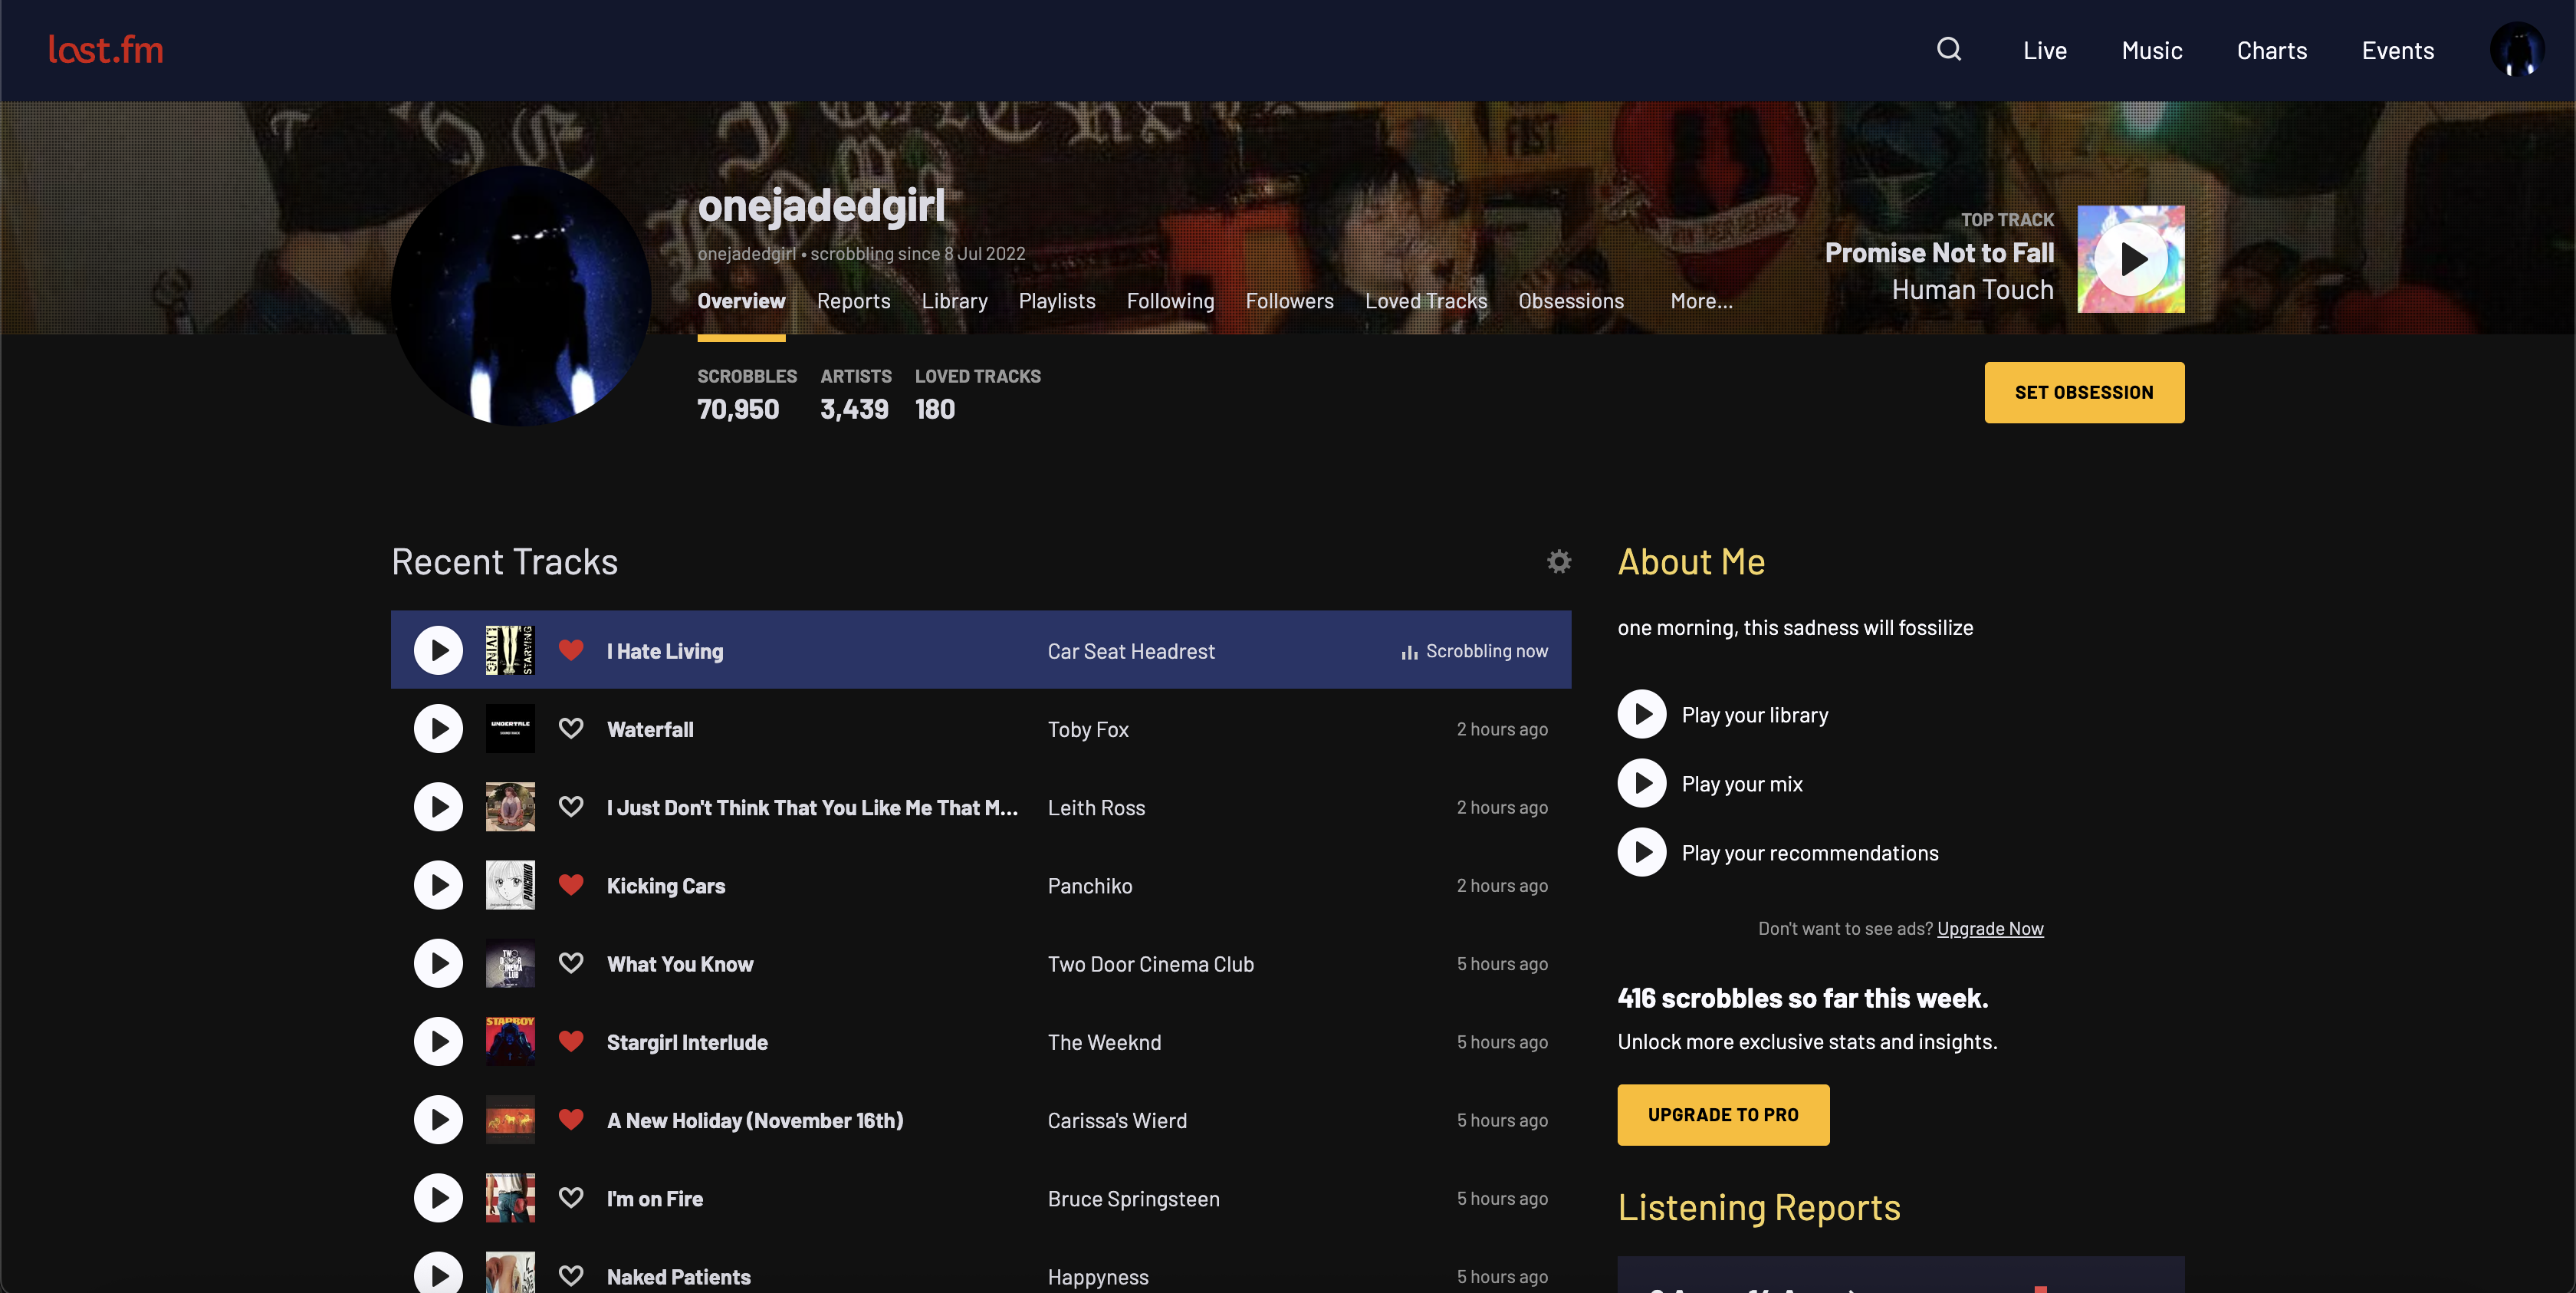 last.fm
Live
Music
Charts
Events
onejadedgirl
onejadedgirl • scrobbling since 8 Jul 2022
Overview
Reports
Library
Playlists
Following
Followers
Loved Tracks
Obsessions
More...
TOP TRACK
Promise Not to Fall
Human Touch
SCROBBLES
70,950
ARTISTS
3,439
LOVED TRACKS
180
SET OBSESSION
Recent Tracks
LIVING
STARVING
I Hate Living Car Seat Headrest Scrobbling now
UNDERTALE
Waterfall Toby Fox 2 hours ago
I Just Don't Think That You Like Me That M... Leith Ross 2 hours ago
PANCHIKO
Kicking Cars Panchiko 2 hours ago
What You Know Two Door Cinema Club 5 hours ago
STARBOY
Stargirl Interlude The Weeknd 5 hours ago
A New Holiday (November 16th) Carissa's Wierd 5 hours ago
I'm on Fire Bruce Springsteen 5 hours ago
Naked Patients Happyness 5 hours ago
About Me
one morning, this sadness will fossilize
Play your library
Play your mix
Play your recommendations
Don't want to see ads? Upgrade Now
416 scrobbles so far this week.
Unlock more exclusive stats and insights.
UPGRADE TO PRO
Listening Reports